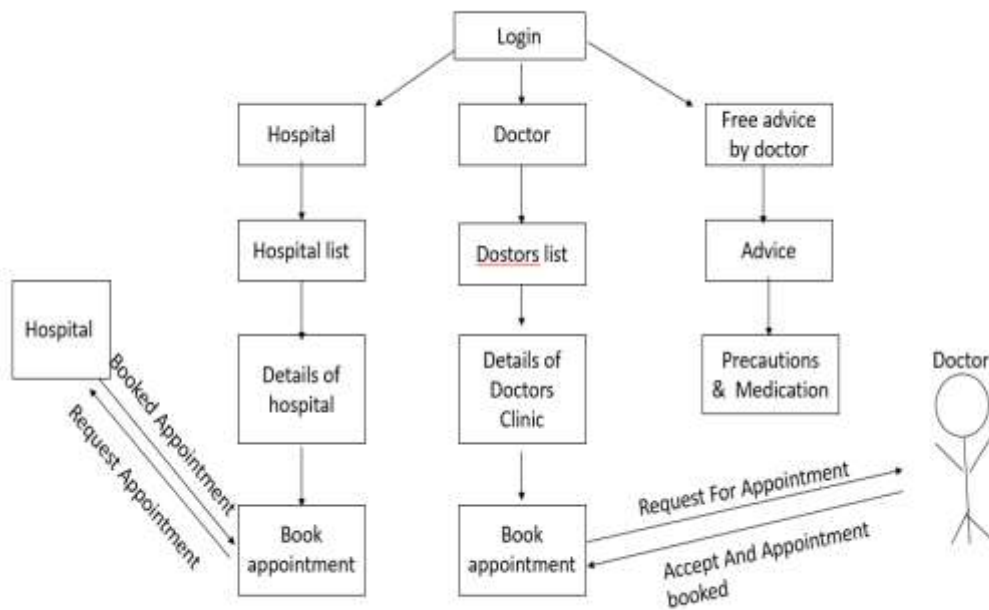 Login
Hospital
Doctor
Free advice
by doctor
Hospital list
Dostors list
Advice
Hospital
Details of
hospital
Details of
Doctors
Clinic
Precautions
& Medication
Doctor
Booked Appointment
Request Appointment
Book
appointment
Book
appointment
Request For Appointment
Accept And Appointment
booked